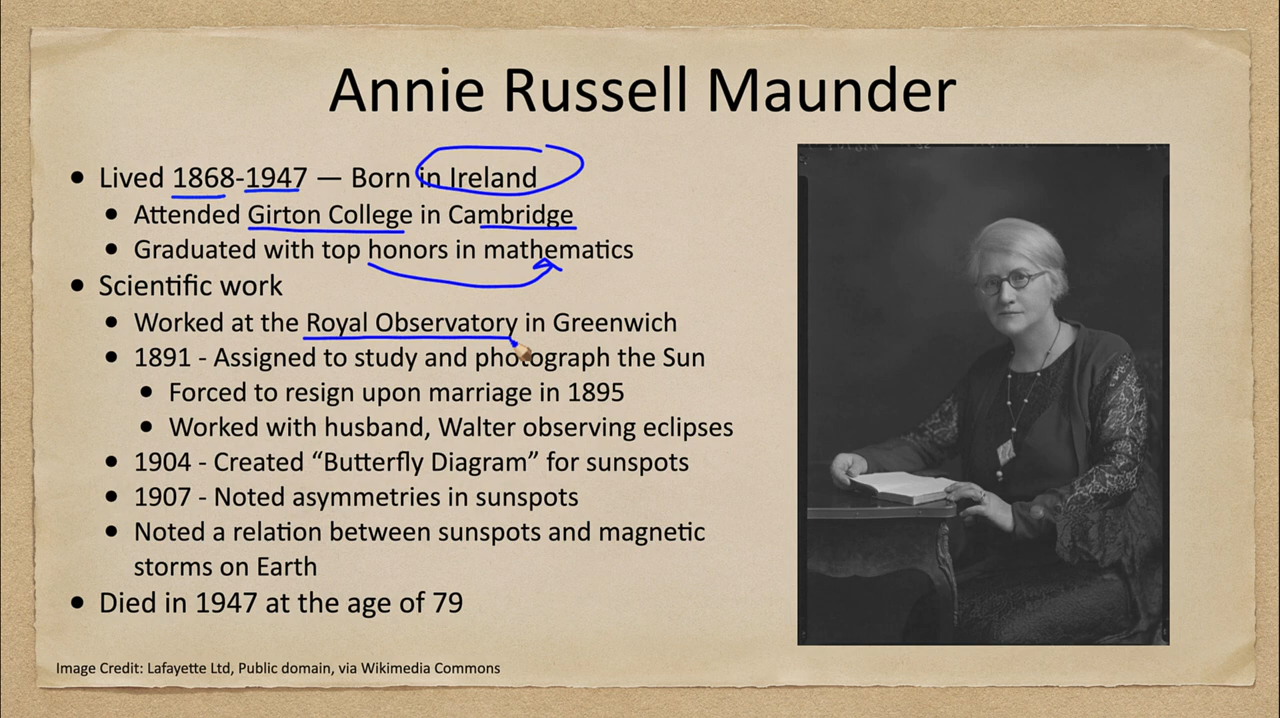 Annie Russell Maunder
• Lived 1868-1947 — Born in Ireland
• Attended Girton College in Cambridge
• Graduated with top honors in mathematics
• Scientific work
• Worked at the Royal Observatory in Greenwich
• 1891 - Assigned to study and photograph the Sun
• Forced to resign upon marriage in 1895
• Worked with husband, Walter observing eclipses
• 1904 - Created “Butterfly Diagram” for sunspots
• 1907 - Noted asymmetries in sunspots
• Noted a relation between sunspots and magnetic
storms on Earth
• Died in 1947 at the age of 79
Image Credit: Lafayette Ltd, Public domain, via Wikimedia Commons